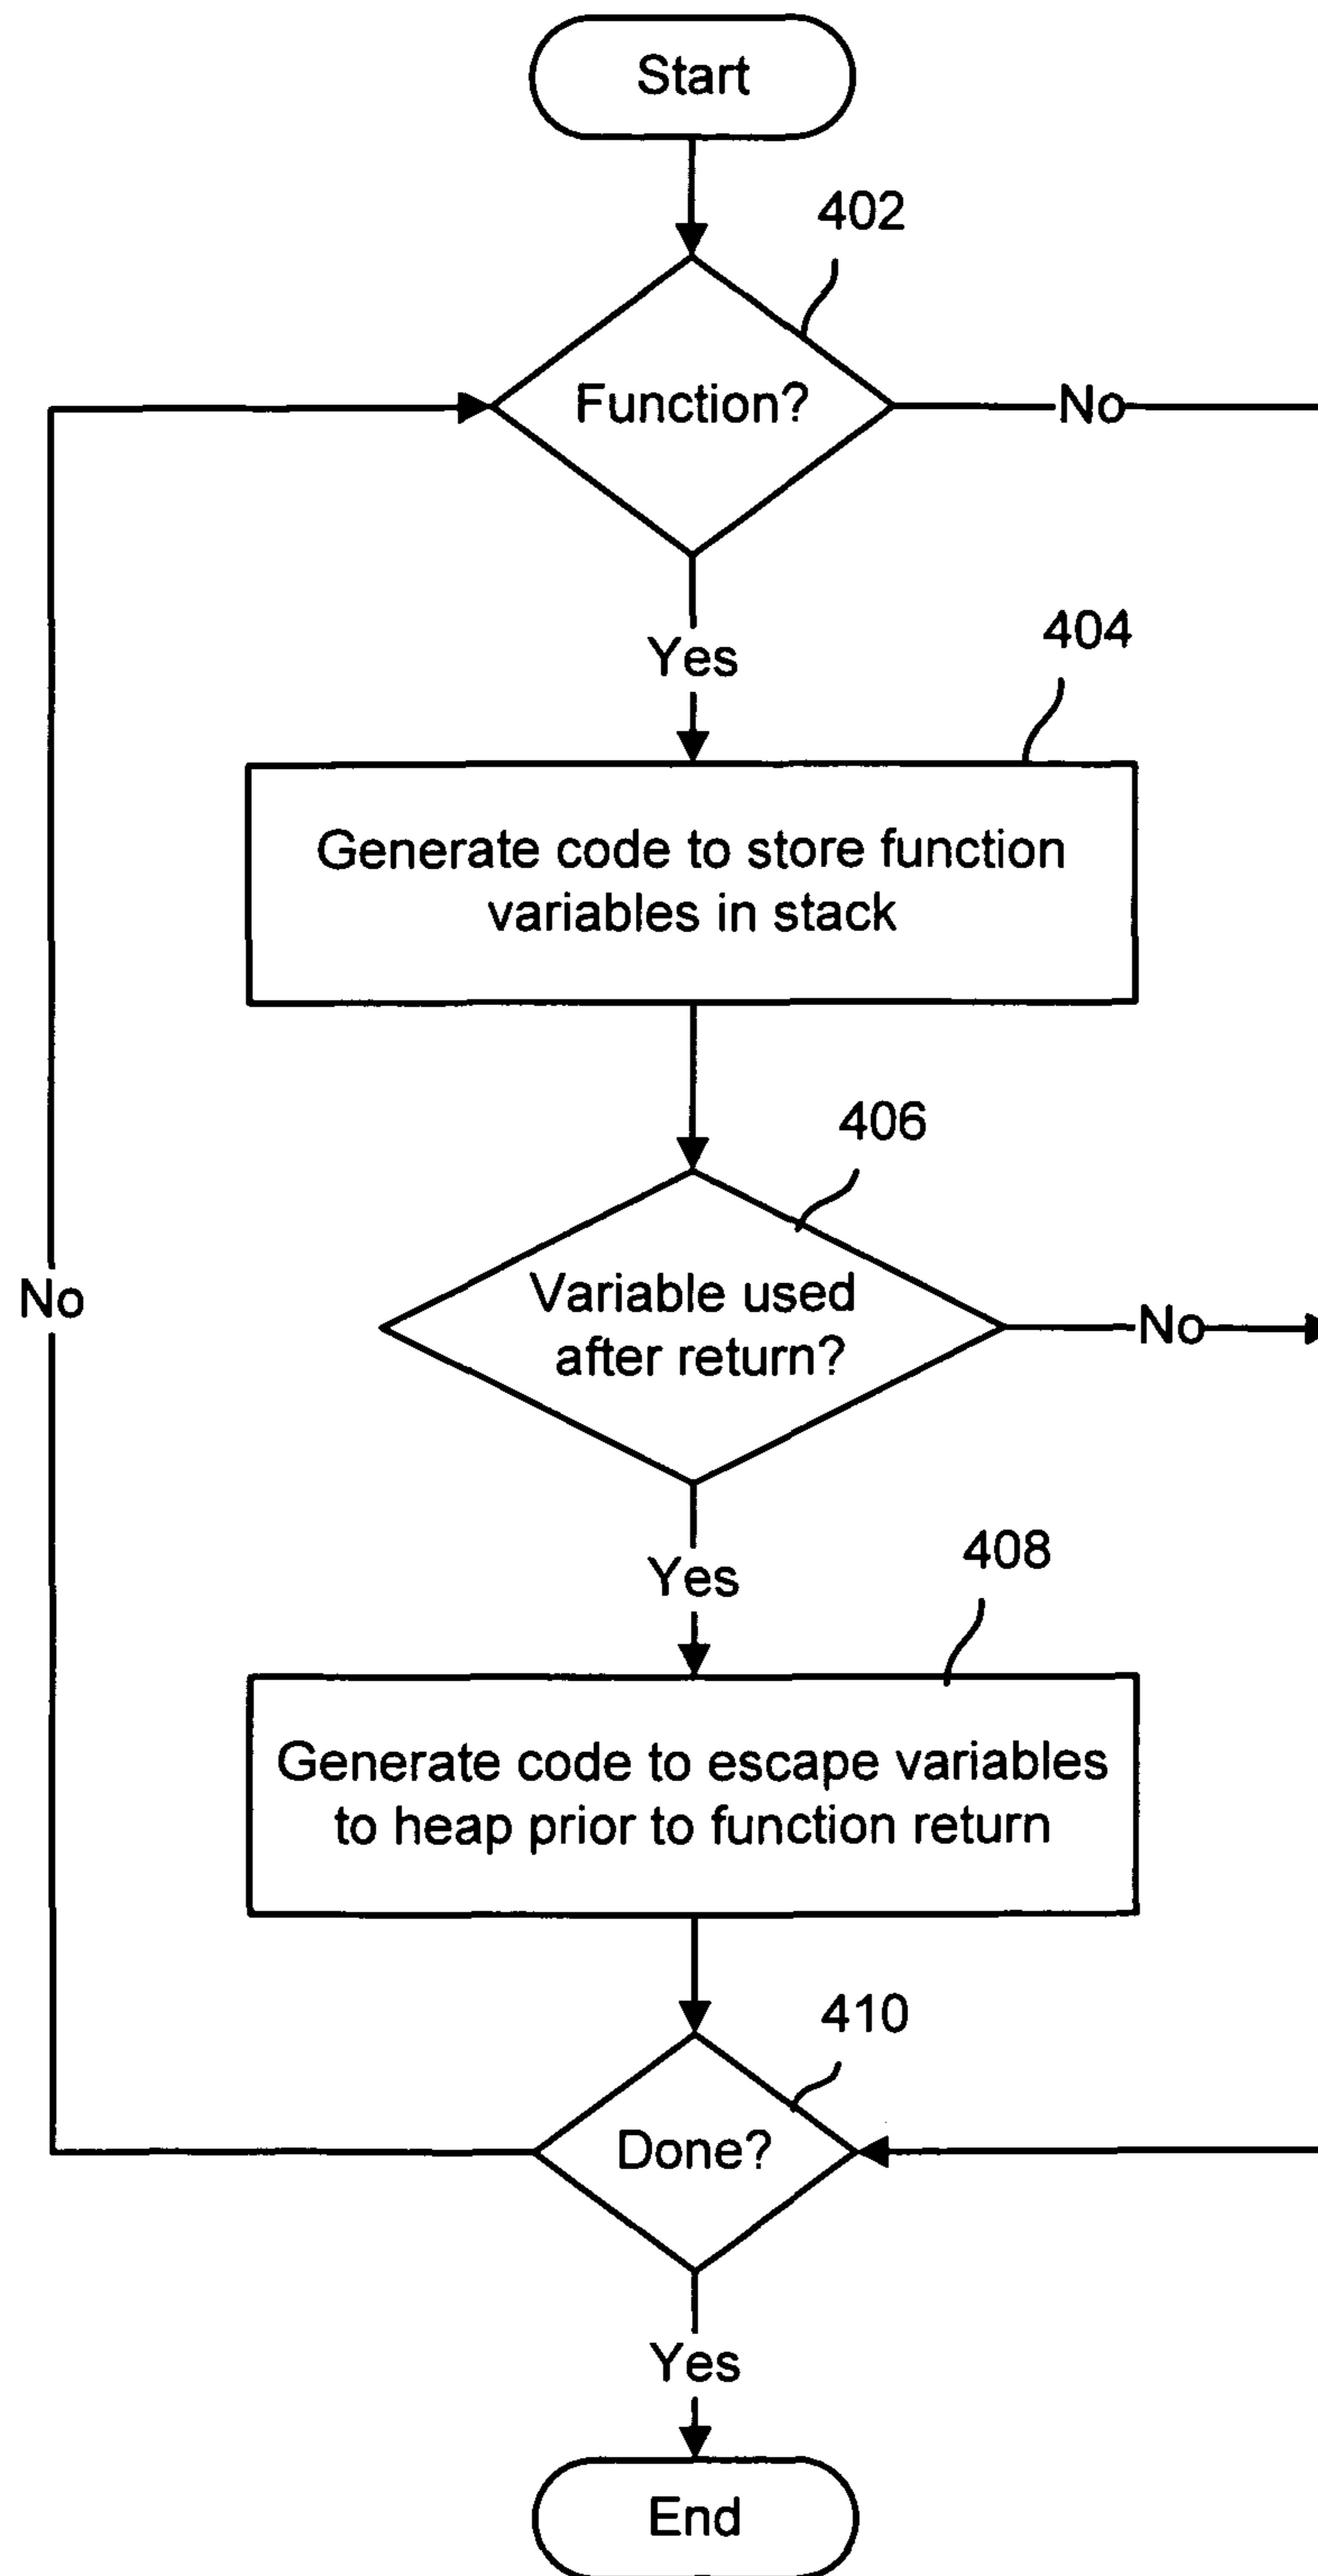 Start
402
Function?
No
Yes
404
Generate code to store function
variables in stack
406
Variable used
after return?
No
No
Yes
408
Generate code to escape variables
to heap prior to function return
410
Done?
Yes
End